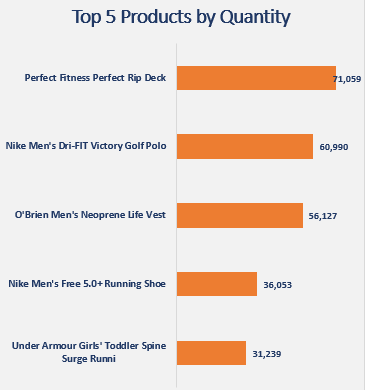 Top 5 Products by Quantity
Perfect Fitness Perfect Rip Deck
71,059
Nike Men's Dri-FIT Victory Golf Polo
60,990
O'Brien Men's Neoprene Life Vest
56,127
Nike Men's Free 5.0+ Running Shoe
36,053
Under Armour Girls' Toddler Spine
Surge Runni
31,239